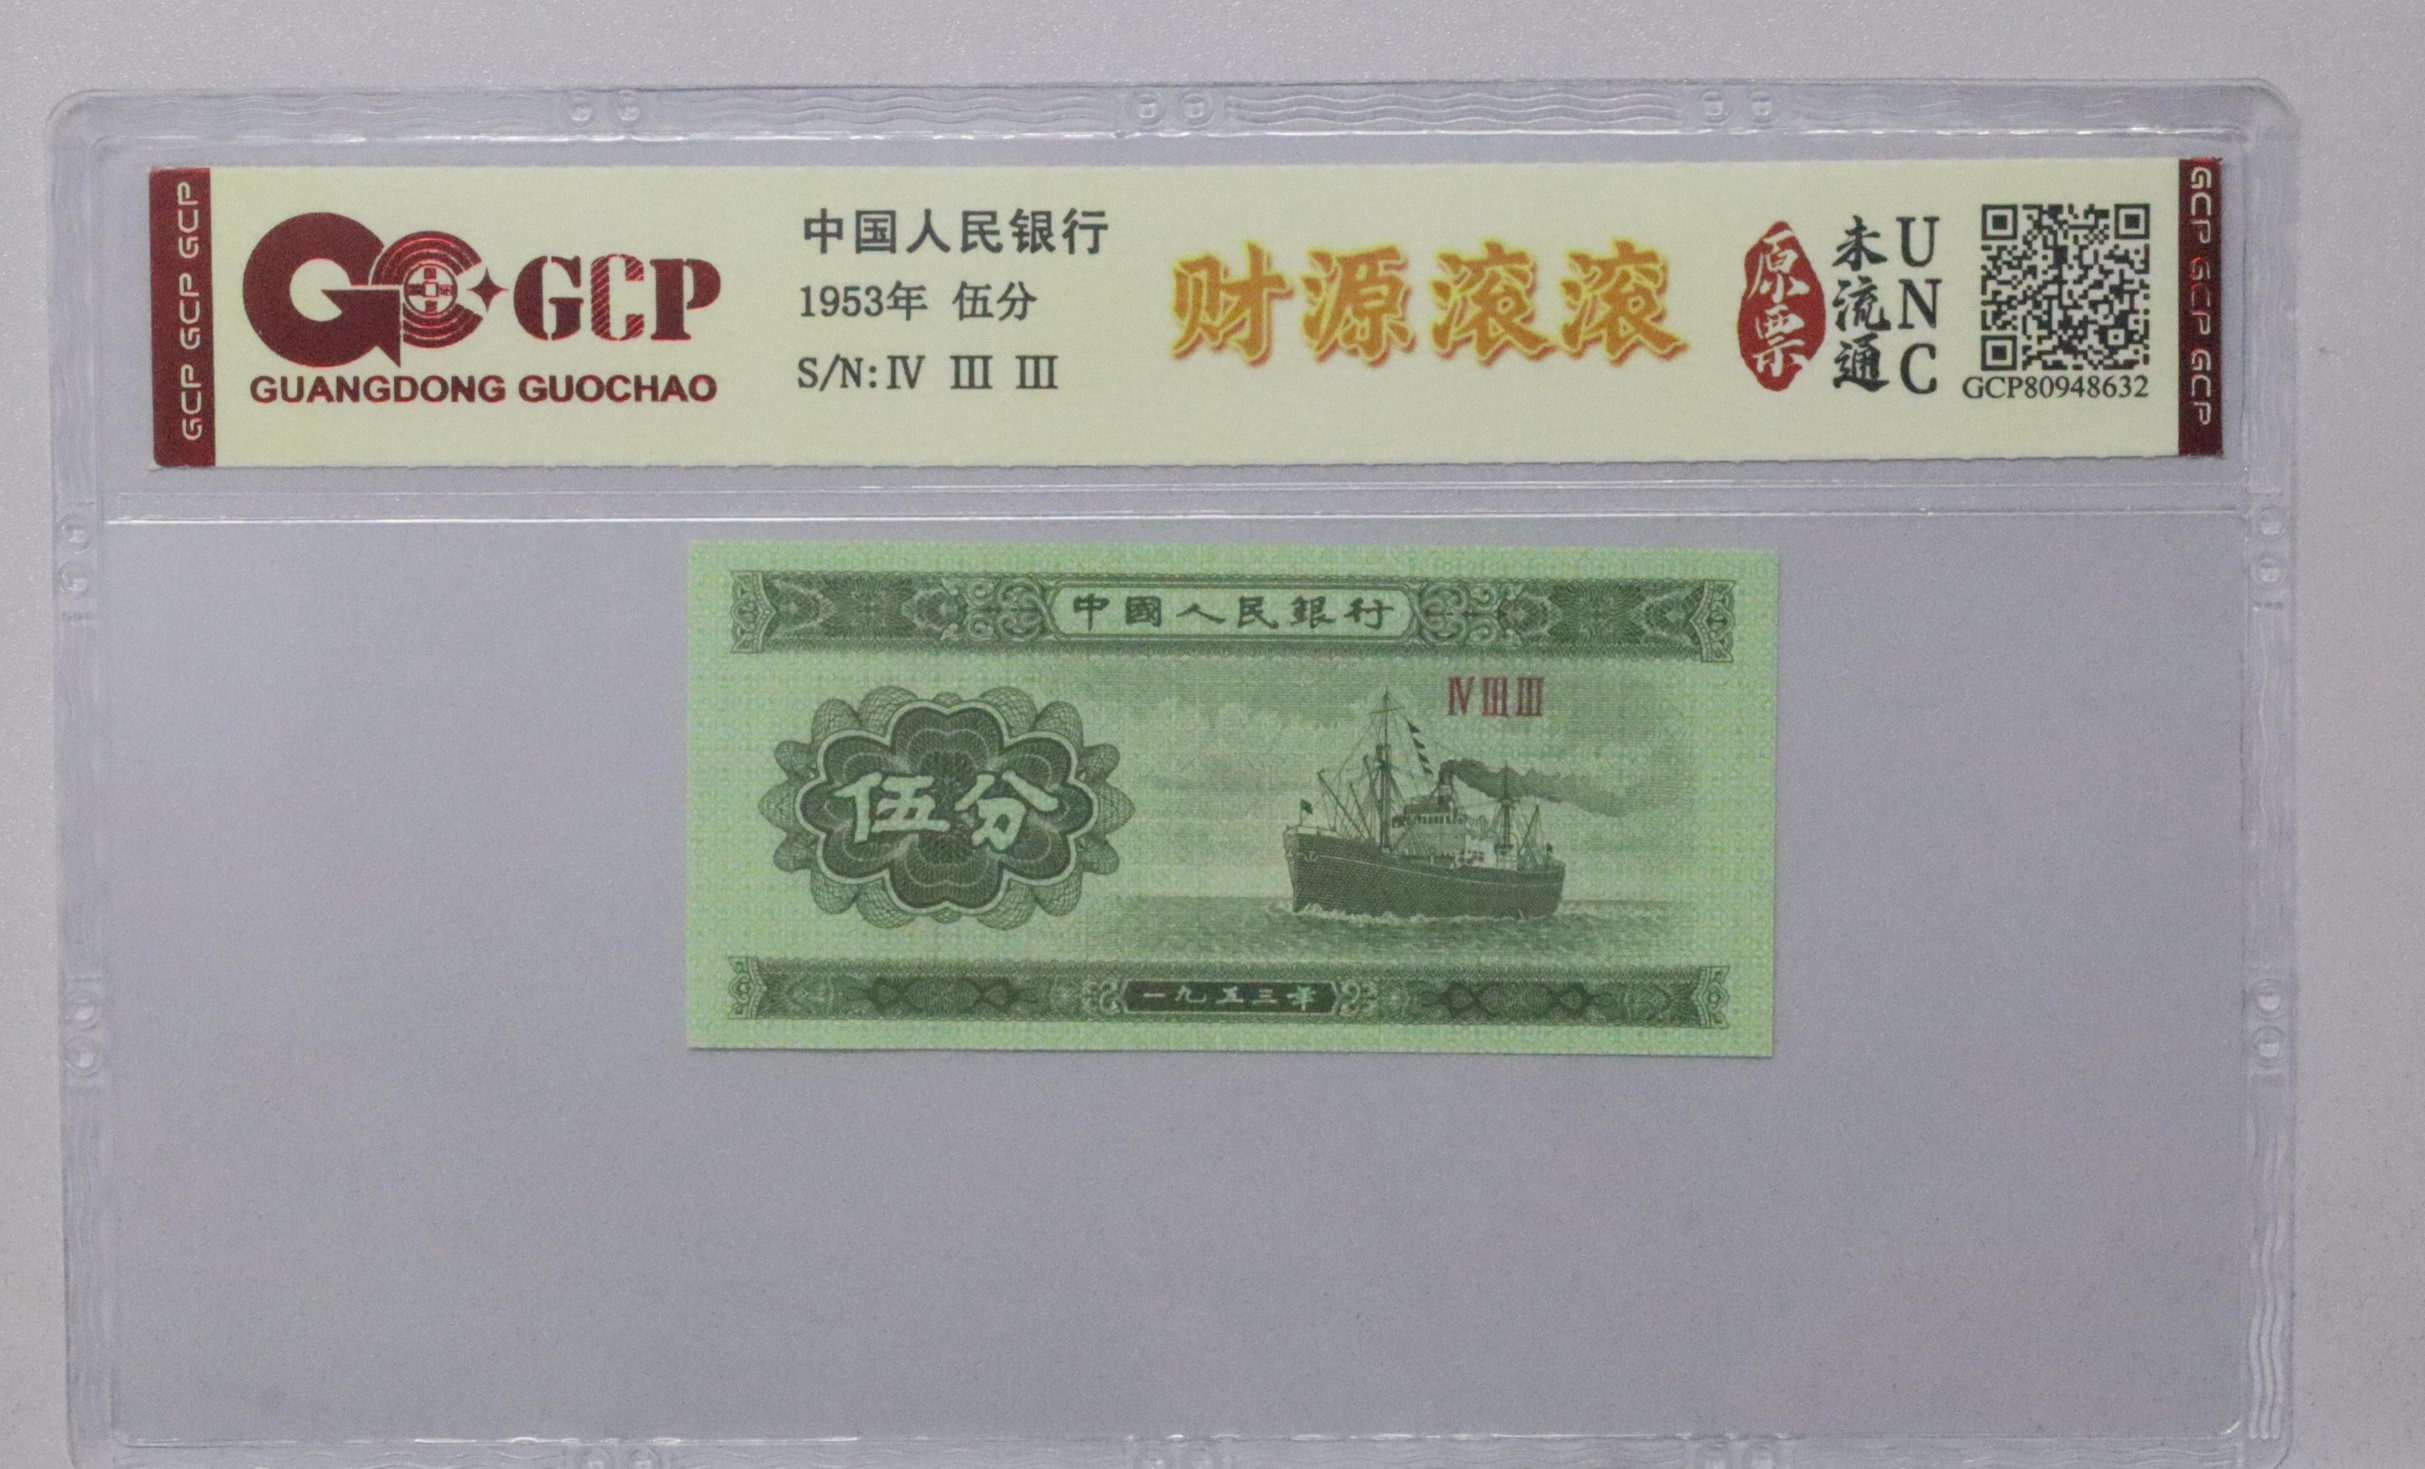 GCP GCP GCP
GCP
GUANGDONG GUOCHAO
中国人民银行
1953年 伍分
S/N:Ⅳ Ⅲ Ⅲ
财源滚滚
原票
未流通
UNC
GCP80948632
GCP GCP GCP
中國人民銀行
Ⅳ Ⅲ Ⅲ
伍分
一九五三年